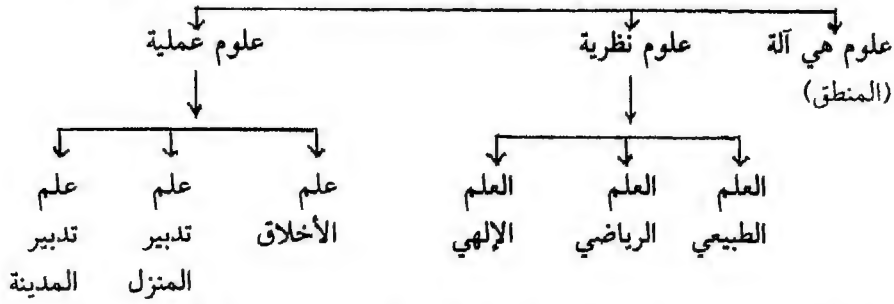 علوم هي آلة علوم نظرية علوم عملية
(المنطق)
العلم العلم العلم علم علم علم
الطبيعي الرياضي الإلهي الأخلاق تدبير تدبير
المنزل المدينة